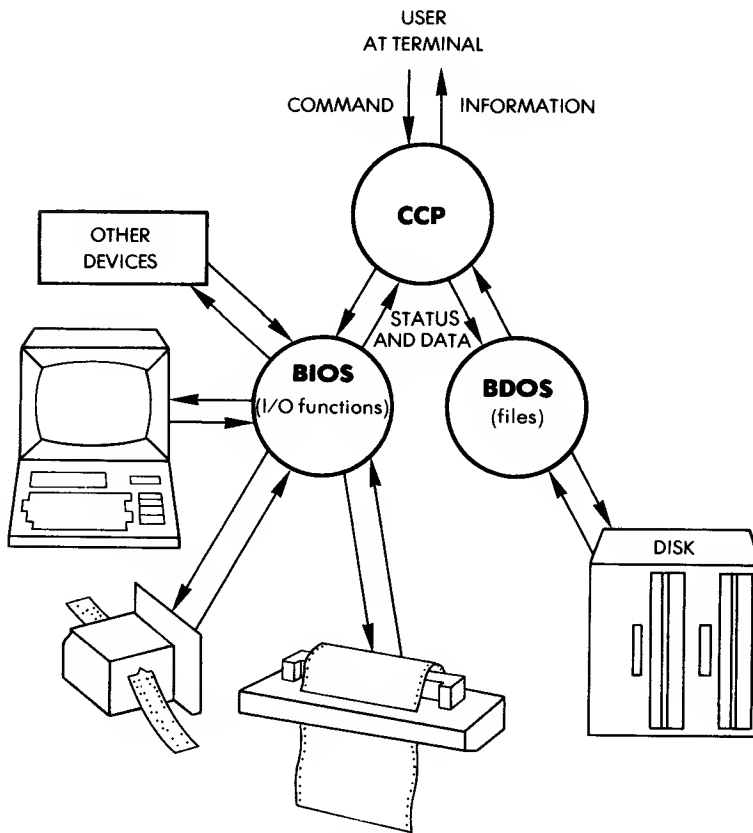 USER
AT TERMINAL
COMMAND
INFORMATION
CCP
OTHER
DEVICES
STATUS
AND DATA
BIOS
(I/O functions)
BDOS
(files)
DISK